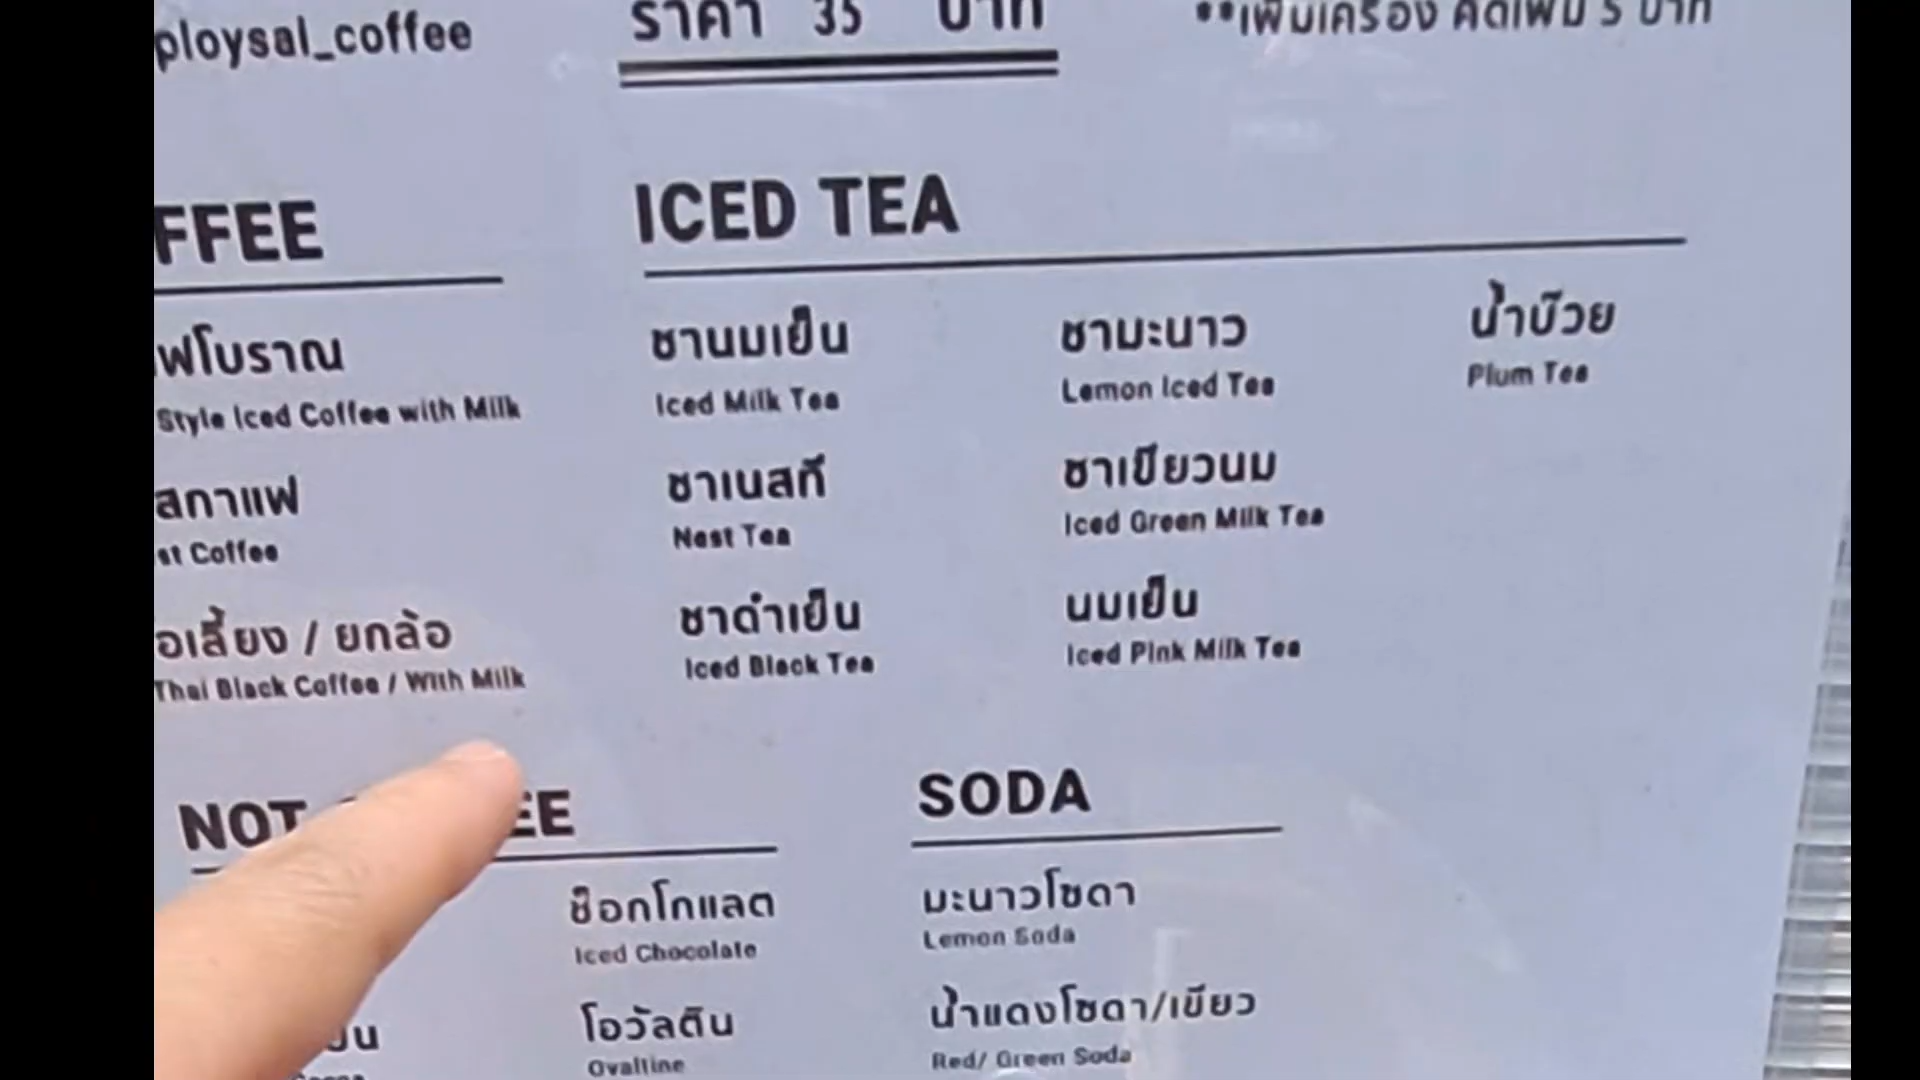 ploysal_coffee
ราคา 35 บาท
**เพิ่มเครื่อง คิดเพิ่ม 5 บาท
FFEE
ฟโบราณ
Style Iced Coffee with Milk
สกาแฟ
st Coffee
อเลี้ยง / ยกล้อ
Thai Black Coffee / With Milk
ICED TEA
ชานมเย็น
Iced Milk Tea
ชาเนสที
Nest Tea
ชาดำเย็น
Iced Black Tea
ชามะนาว
Lemon Iced Tea
ชาเขียวนม
Iced Green Milk Tea
นมเย็น
Iced Pink Milk Tea
น้ำบ๊วย
Plum Tea
NOT EE
ช็อกโกแลต
Iced Chocolate
โอวัลติน
Ovaltine
SODA
มะนาวโซดา
Lemon Soda
น้ำแดงโซดา/เขียว
Red/ Green Soda